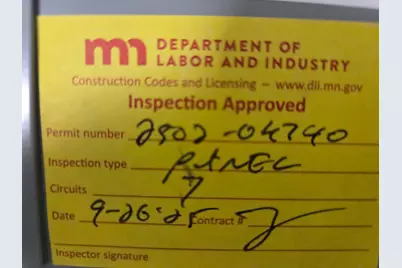 mn DEPARTMENT OF
LABOR AND INDUSTRY
Construction Codes and Licensing – www.dli.mn.gov
Inspection Approved
Permit number 2502-04740
Inspection type PANEL
Circuits 7
Date 9-26-25 Contract #
Inspector signature